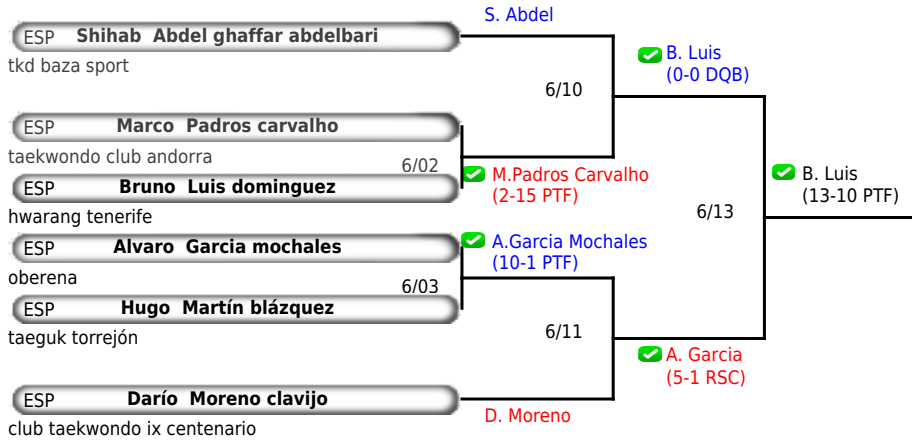 S. Abdel
ESP Shihab Abdel ghaffar abdelbari
tkd baza sport
B. Luis
(0-0 DQB)
6/10
ESP Marco Padros carvalho
taekwondo club andorra
6/02
M.Padros Carvalho
(2-15 PTF)
ESP Bruno Luis dominguez
hwarang tenerife
B. Luis
(13-10 PTF)
6/13
ESP Alvaro Garcia mochales
oberena
A.Garcia Mochales
(10-1 PTF)
6/03
ESP Hugo Martín blázquez
taeguk torrejón
6/11
A. Garcia
(5-1 RSC)
ESP Darío Moreno clavijo
club taekwondo ix centenario
D. Moreno